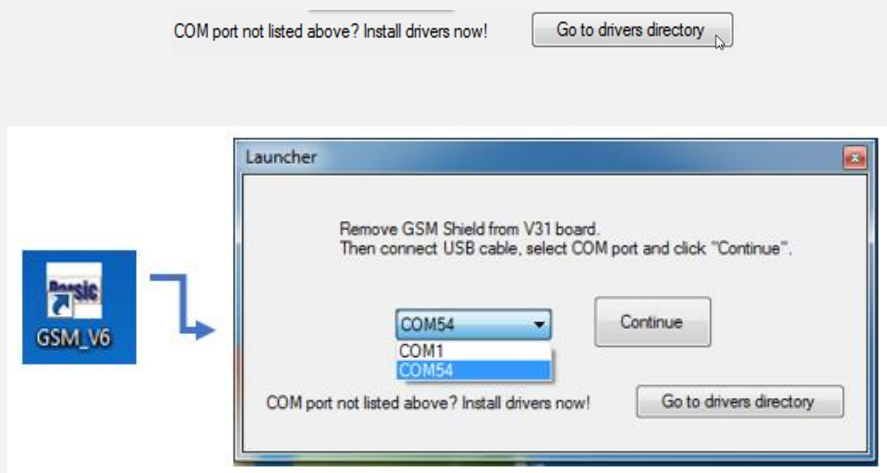 COM port not listed above? Install drivers now!
Go to drivers directory
Launcher
Remove GSM Shield from V31 board.
Then connect USB cable, select COM port and click "Continue".
GSM_V6
COM54
Continue
COM1
COM54
COM port not listed above? Install drivers now!
Go to drivers directory